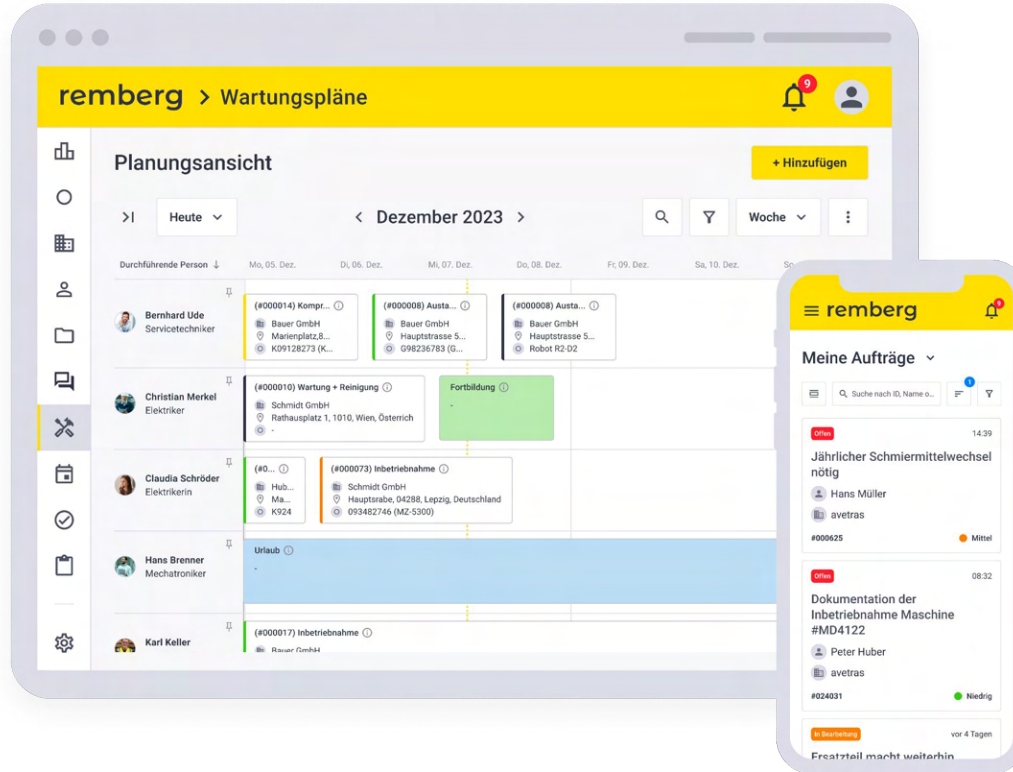 remberg > Wartungspläne
9
Planungsansicht
+ Hinzufügen
Heute
< Dezember 2023 >
Woche
Durchführende Person ↓
Mo, 05. Dez.
Di, 06. Dez.
Mi, 07. Dez.
Do, 08. Dez.
Fr, 09. Dez.
Sa, 10. Dez.
Bernhard Ude
Servicetechniker
(#000014) Kompr...
Bauer GmbH
Marienplatz,8...
K09128273 (K...
(#000008) Austa...
Bauer GmbH
Hauptstrasse 5...
G98236783 (G...
(#000008) Austa...
Bauer GmbH
Hauptstrasse 5...
Robot R2-D2
Christian Merkel
Elektriker
(#000010) Wartung + Reinigung
Schmidt GmbH
Rathausplatz 1, 1010, Wien, Österrich
-
Fortbildung
-
Claudia Schröder
Elektrikerin
(#0...
Hub...
Ma...
K924
(#000073) Inbetriebnahme
Schmidt GmbH
Hauptsrabe, 04288, Lepzig, Deutschland
093482746 (MZ-5300)
Hans Brenner
Mechatroniker
Urlaub
-
Karl Keller
(#000017) Inbetriebnahme
Bauer GmbH
remberg
9
Meine Aufträge
Suche nach ID, Name o...
1
Offen
14:39
Jährlicher Schmiermittelwechsel
nötig
Hans Müller
avetras
#000625
Mittel
Offen
08:32
Dokumentation der
Inbetriebnahme Maschine
#MD4122
Peter Huber
avetras
#024031
Niedrig
In Bearbeitung
vor 4 Tagen
Ersatzteil macht weiterhin